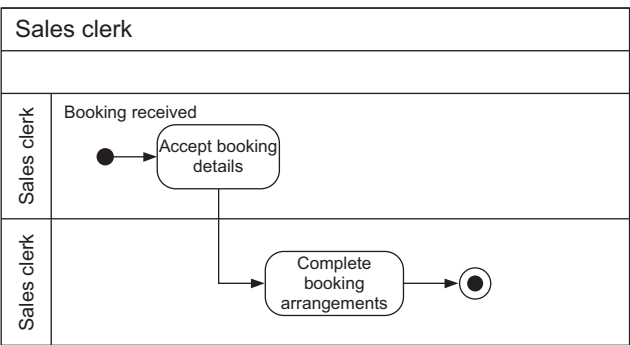 Sales clerk
Sales clerk
Booking received
Accept booking
details
Sales clerk
Complete
booking
arrangements